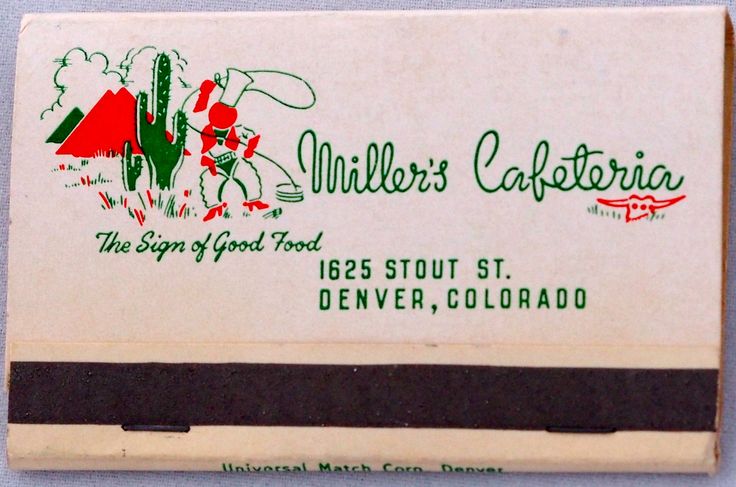 Miller's Cafeteria
The Sign of Good Food
1625 STOUT ST.
DENVER, COLORADO
Universal Match Corp. Denver